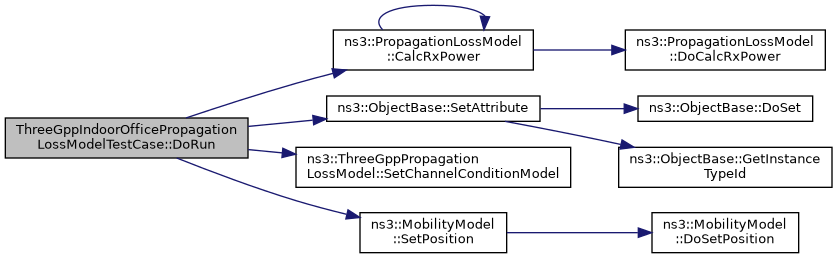 ThreeGppIndoorOfficePropagation
LossModelTestCase::DoRun
ns3::PropagationLossModel
::CalcRxPower
ns3::PropagationLossModel
::DoCalcRxPower
ns3::ObjectBase::SetAttribute
ns3::ObjectBase::DoSet
ns3::ObjectBase::GetInstance
TypeId
ns3::ThreeGppPropagation
LossModel::SetChannelConditionModel
ns3::MobilityModel
::SetPosition
ns3::MobilityModel
::DoSetPosition